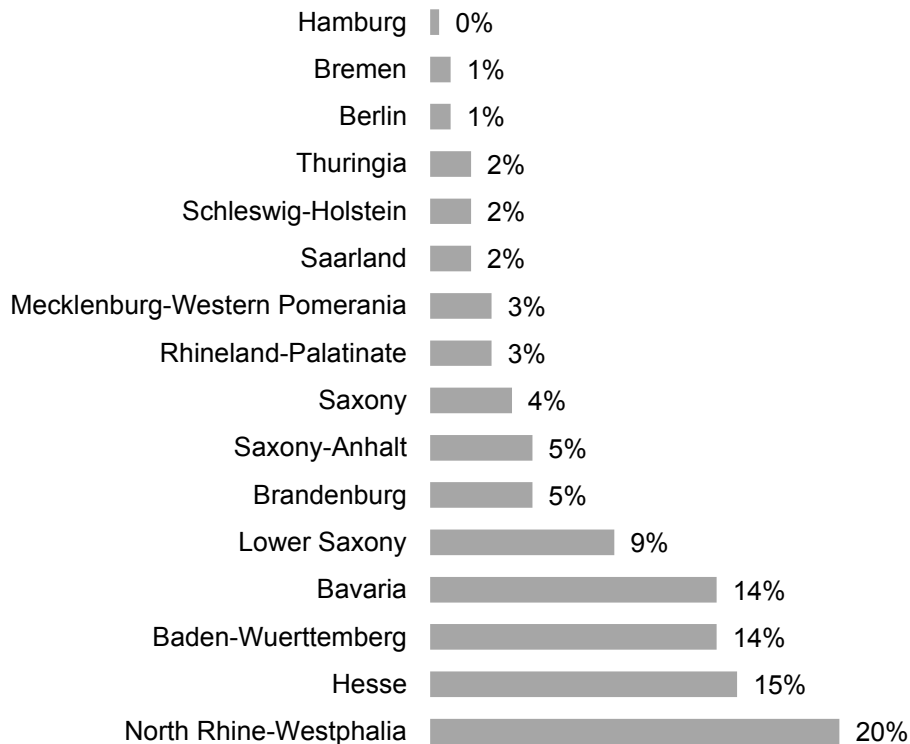 Hamburg 0%
Bremen 1%
Berlin 1%
Thuringia 2%
Schleswig-Holstein 2%
Saarland 2%
Mecklenburg-Western Pomerania 3%
Rhineland-Palatinate 3%
Saxony 4%
Saxony-Anhalt 5%
Brandenburg 5%
Lower Saxony 9%
Bavaria 14%
Baden-Wuerttemberg 14%
Hesse 15%
North Rhine-Westphalia 20%